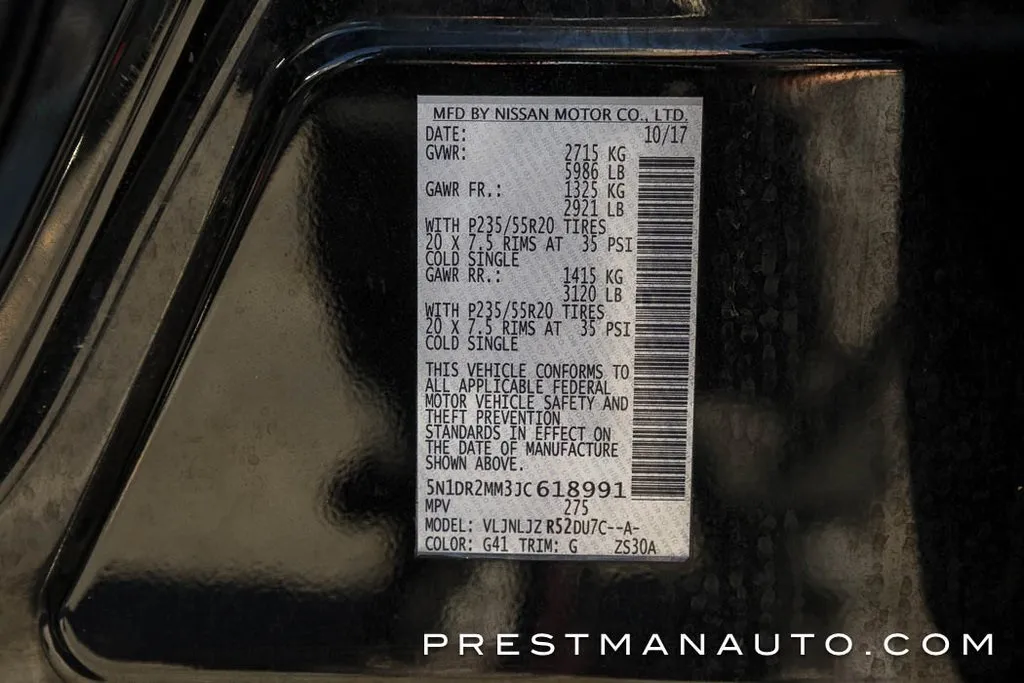 MFD BY NISSAN MOTOR CO., LTD.
DATE: 10/17
GVWR: 2715 KG
5986 LB
GAWR FR.: 1325 KG
2921 LB
WITH P235/55R20 TIRES
20 X 7.5 RIMS AT 35 PSI
COLD SINGLE
GAWR RR.: 1415 KG
3120 LB
WITH P235/55R20 TIRES
20 X 7.5 RIMS AT 35 PSI
COLD SINGLE
THIS VEHICLE CONFORMS TO
ALL APPLICABLE FEDERAL
MOTOR VEHICLE SAFETY AND
THEFT PREVENTION
STANDARDS IN EFFECT ON
THE DATE OF MANUFACTURE
SHOWN ABOVE.
5N1DR2MM3JC618991
MPV 275
MODEL: VLJNLJZ R52DU7C--A-
COLOR: G41 TRIM: G ZS30A
PRESTMANAUTO.COM